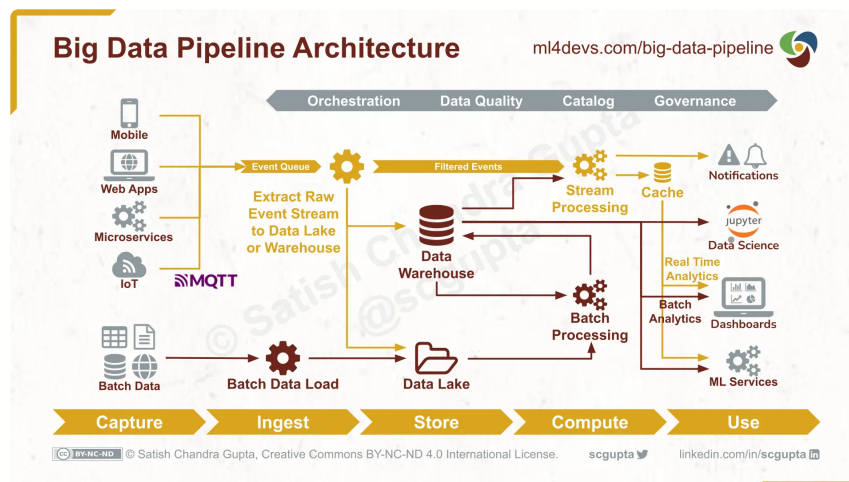 Big Data Pipeline Architecture
ml4devs.com/big-data-pipeline
Orchestration Data Quality Catalog Governance
Mobile
Web Apps
Microservices
IoT
MQTT
Event Queue
Filtered Events
Extract Raw
Event Stream
to Data Lake
or Warehouse
Stream
Processing
Cache
Notifications
jupyter
Data Science
Data
Warehouse
Real Time
Analytics
Batch
Analytics
Dashboards
Batch
Processing
ML Services
Batch Data
Batch Data Load
Data Lake
Capture Ingest Store Compute Use
© Satish Chandra Gupta
@scgupta
cc BY-NC-ND © Satish Chandra Gupta, Creative Commons BY-NC-ND 4.0 International License.
scgupta
linkedin.com/in/scgupta in